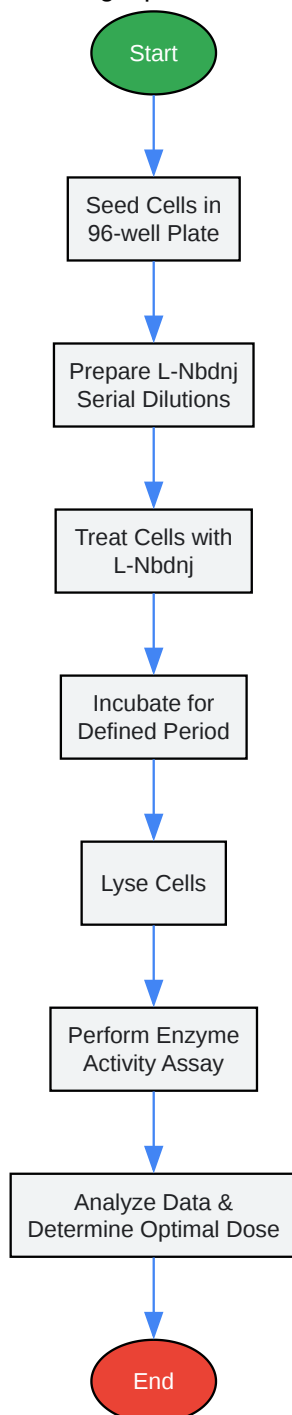 Start
Seed Cells in
96-well Plate
Prepare L-Nbdnj
Serial Dilutions
Treat Cells with
L-Nbdnj
Incubate for
Defined Period
Lyse Cells
Perform Enzyme
Activity Assay
Analyze Data &
Determine Optimal Dose
End